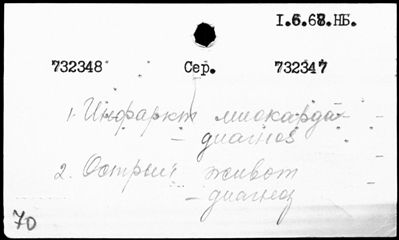 I.6.68.НБ.
732348 Сер. 732347
1. Инфаркт миокарда -
- диагноз
2. Острый живот -
- диагноз
70